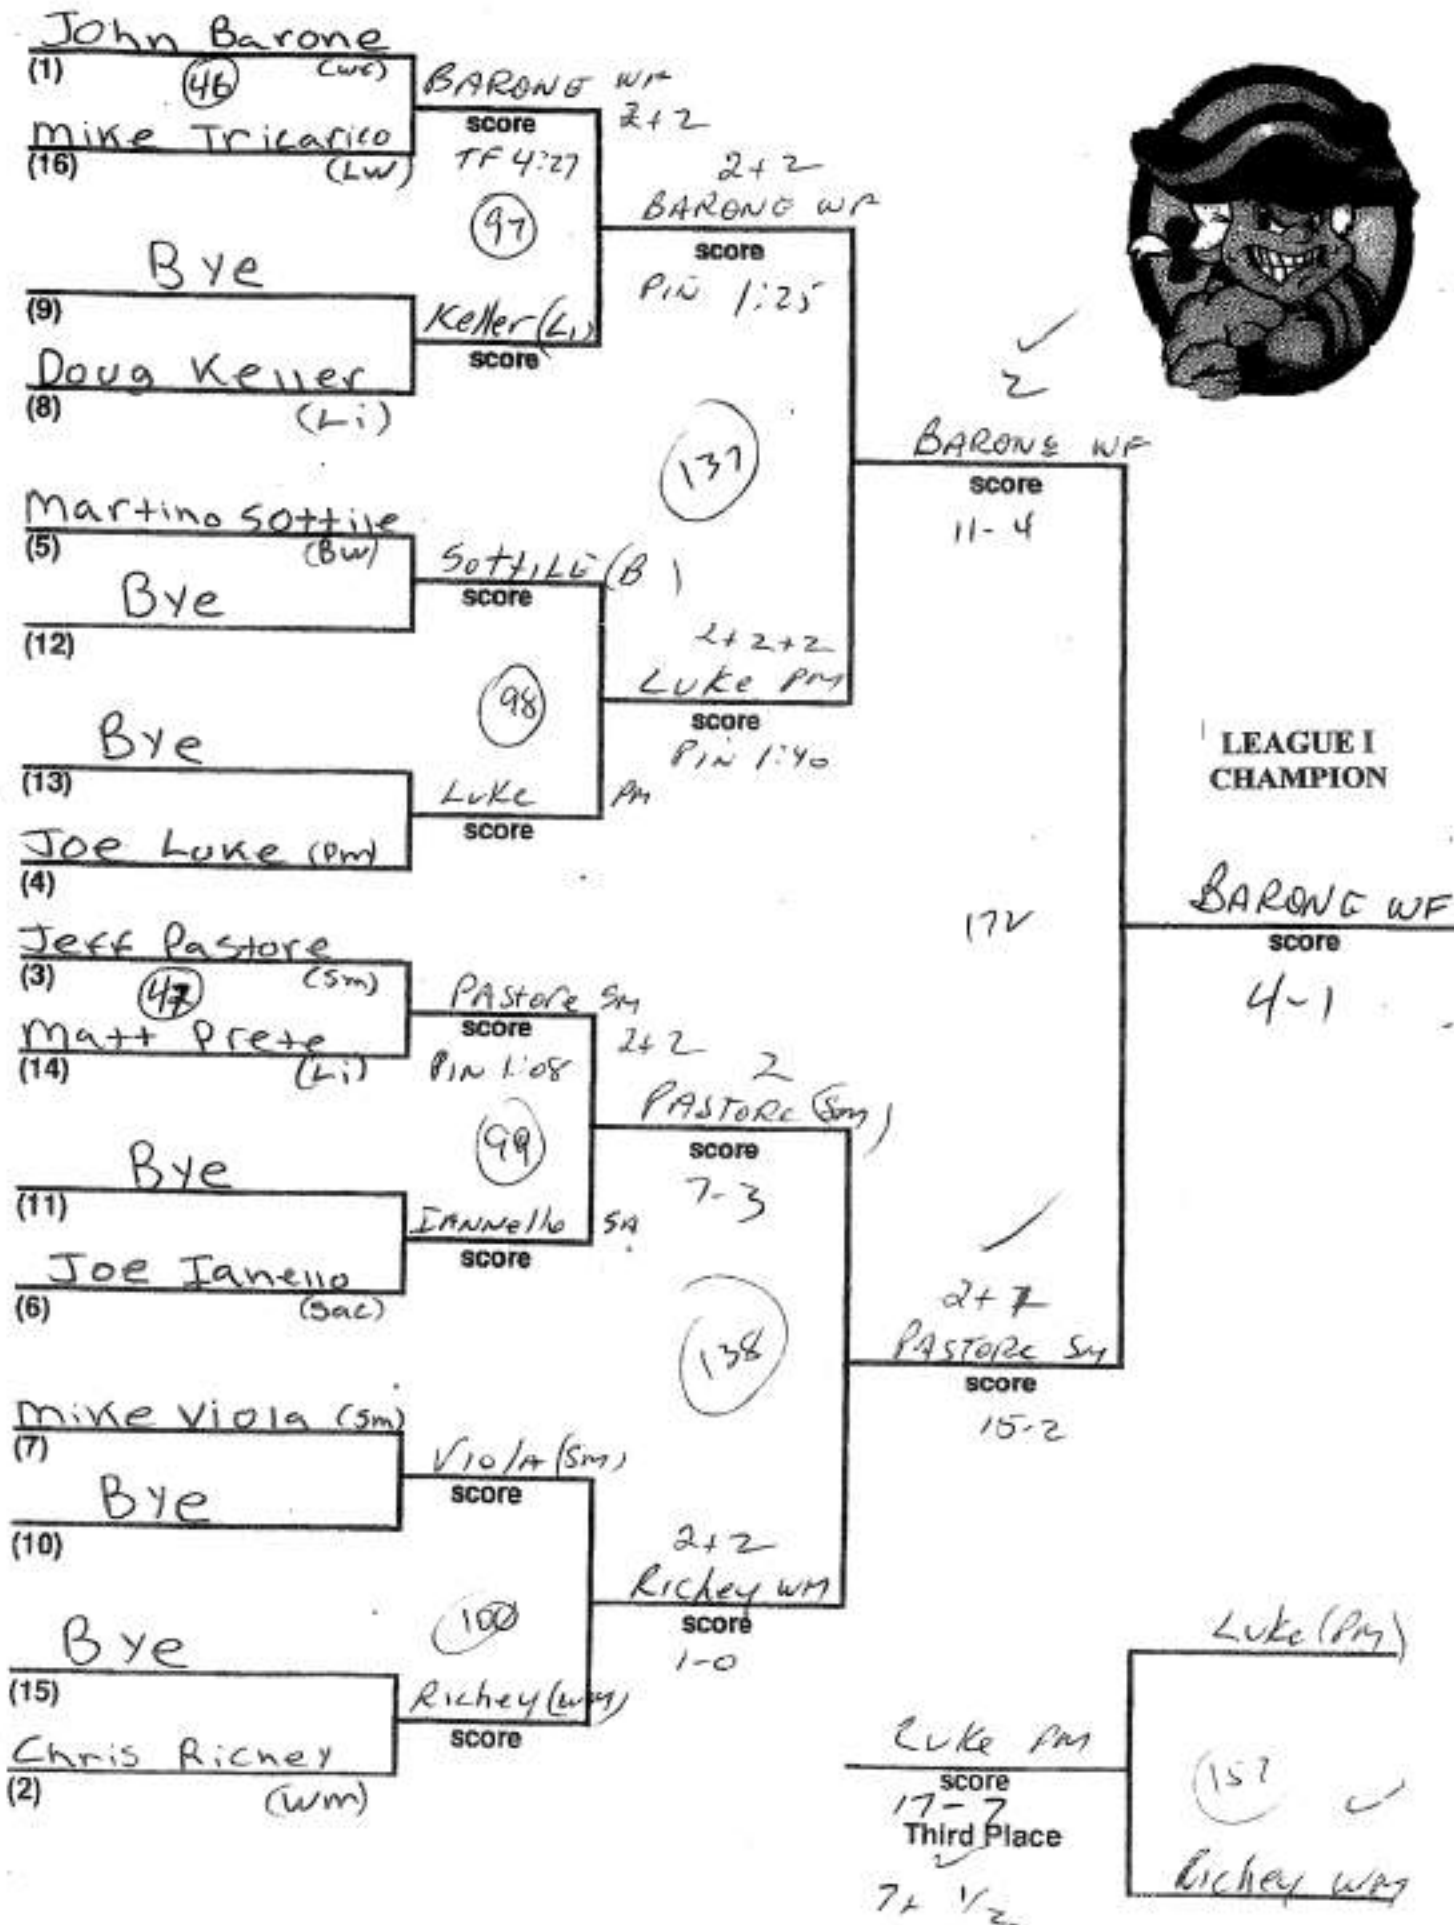 John Barone
(1) (46) (WF)
Mike Tricarico
(16) (LW)
BARONE WF
score 2+2
TF 4:27
Bye
(9)
Doug Keller
(8) (Li)
(97)
Keller (Li)
score
2+2
BARONE WF
score
PIN 1:25
Martino Sottile
(5) (BW)
Bye
(12)
SOTTILE (B )
score
(137)
2
BARONE WF
score
11-4
Bye
(13)
Joe Luke (PM)
(4)
(98)
Luke PM
score
2+2+2
Luke PM
score
PIN 1:40
LEAGUE I
CHAMPION
BARONE WF
score
4-1
172
Jeff Pastore
(3) (47) (Sm)
Matt Prete
(14) (Li)
PAStore SM
score 2+2
PIN 1:08
Bye
(11)
Joe Ianello
(6) (Sac)
(99)
IANNello SA
score
2
PASTORE (Sm)
score
7-3
(138)
PASTORE SM
score
15-2
Mike Viola (Sm)
(7)
Bye
(10)
Viola (SM)
score
Bye
(15)
Chris Richey
(2) (WM)
(100)
Richey (WM)
score
2+2
Richey WM
score
1-0
Luke (PM)
Luke PM
score
17-7
Third Place
7+ 1/2
Richey WM